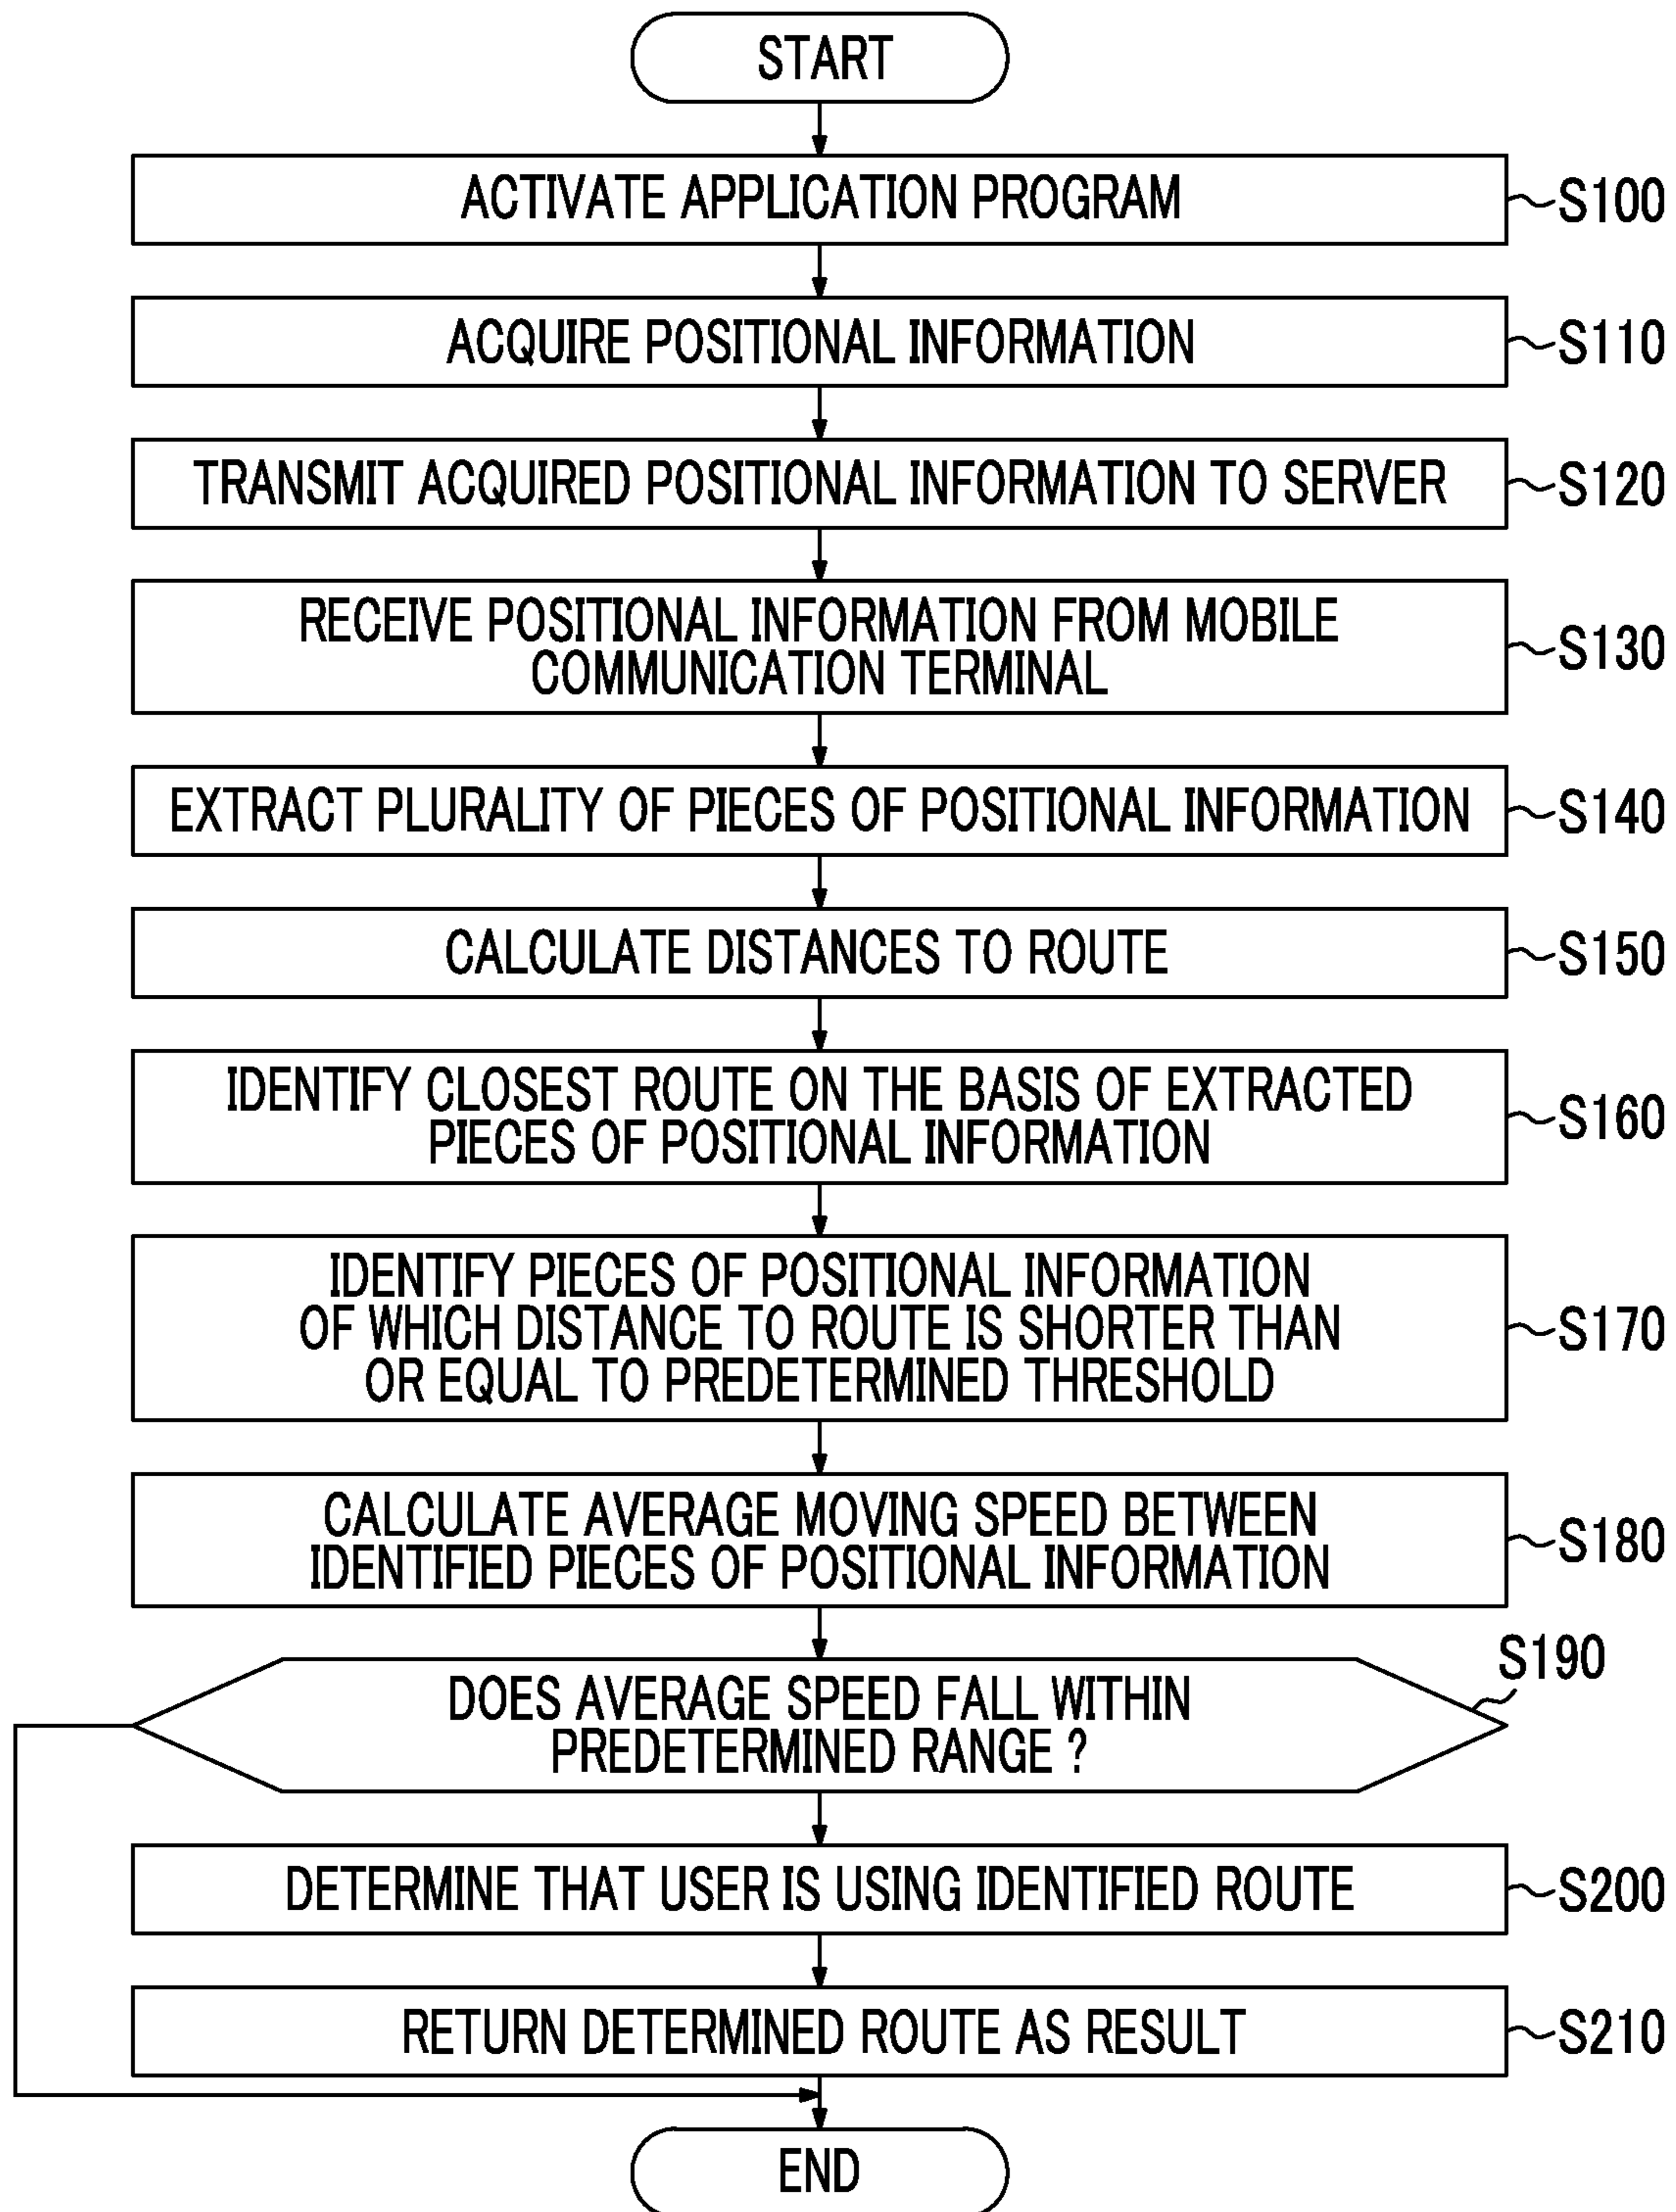 START
ACTIVATE APPLICATION PROGRAM
S100
ACQUIRE POSITIONAL INFORMATION
S110
TRANSMIT ACQUIRED POSITIONAL INFORMATION TO SERVER
S120
RECEIVE POSITIONAL INFORMATION FROM MOBILE
COMMUNICATION TERMINAL
S130
EXTRACT PLURALITY OF PIECES OF POSITIONAL INFORMATION
S140
CALCULATE DISTANCES TO ROUTE
S150
IDENTIFY CLOSEST ROUTE ON THE BASIS OF EXTRACTED
PIECES OF POSITIONAL INFORMATION
S160
IDENTIFY PIECES OF POSITIONAL INFORMATION
OF WHICH DISTANCE TO ROUTE IS SHORTER THAN
OR EQUAL TO PREDETERMINED THRESHOLD
S170
CALCULATE AVERAGE MOVING SPEED BETWEEN
IDENTIFIED PIECES OF POSITIONAL INFORMATION
S180
S190
DOES AVERAGE SPEED FALL WITHIN
PREDETERMINED RANGE ?
DETERMINE THAT USER IS USING IDENTIFIED ROUTE
S200
RETURN DETERMINED ROUTE AS RESULT
S210
END